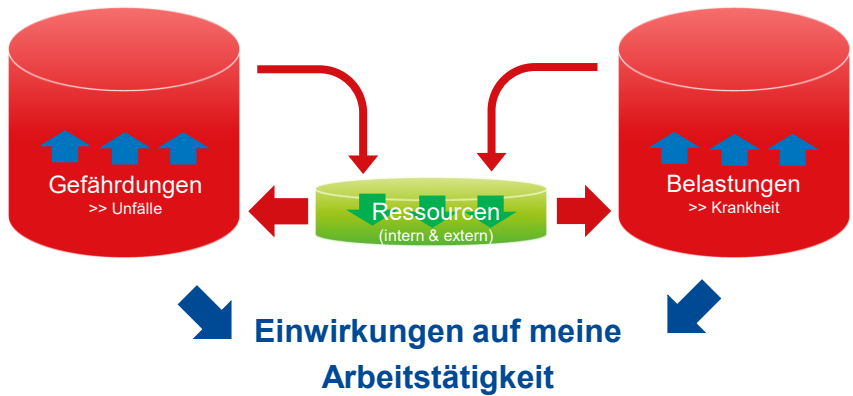 Gefährdungen
>> Unfälle
Ressourcen
(intern & extern)
Belastungen
>> Krankheit
Einwirkungen auf meine
Arbeitstätigkeit